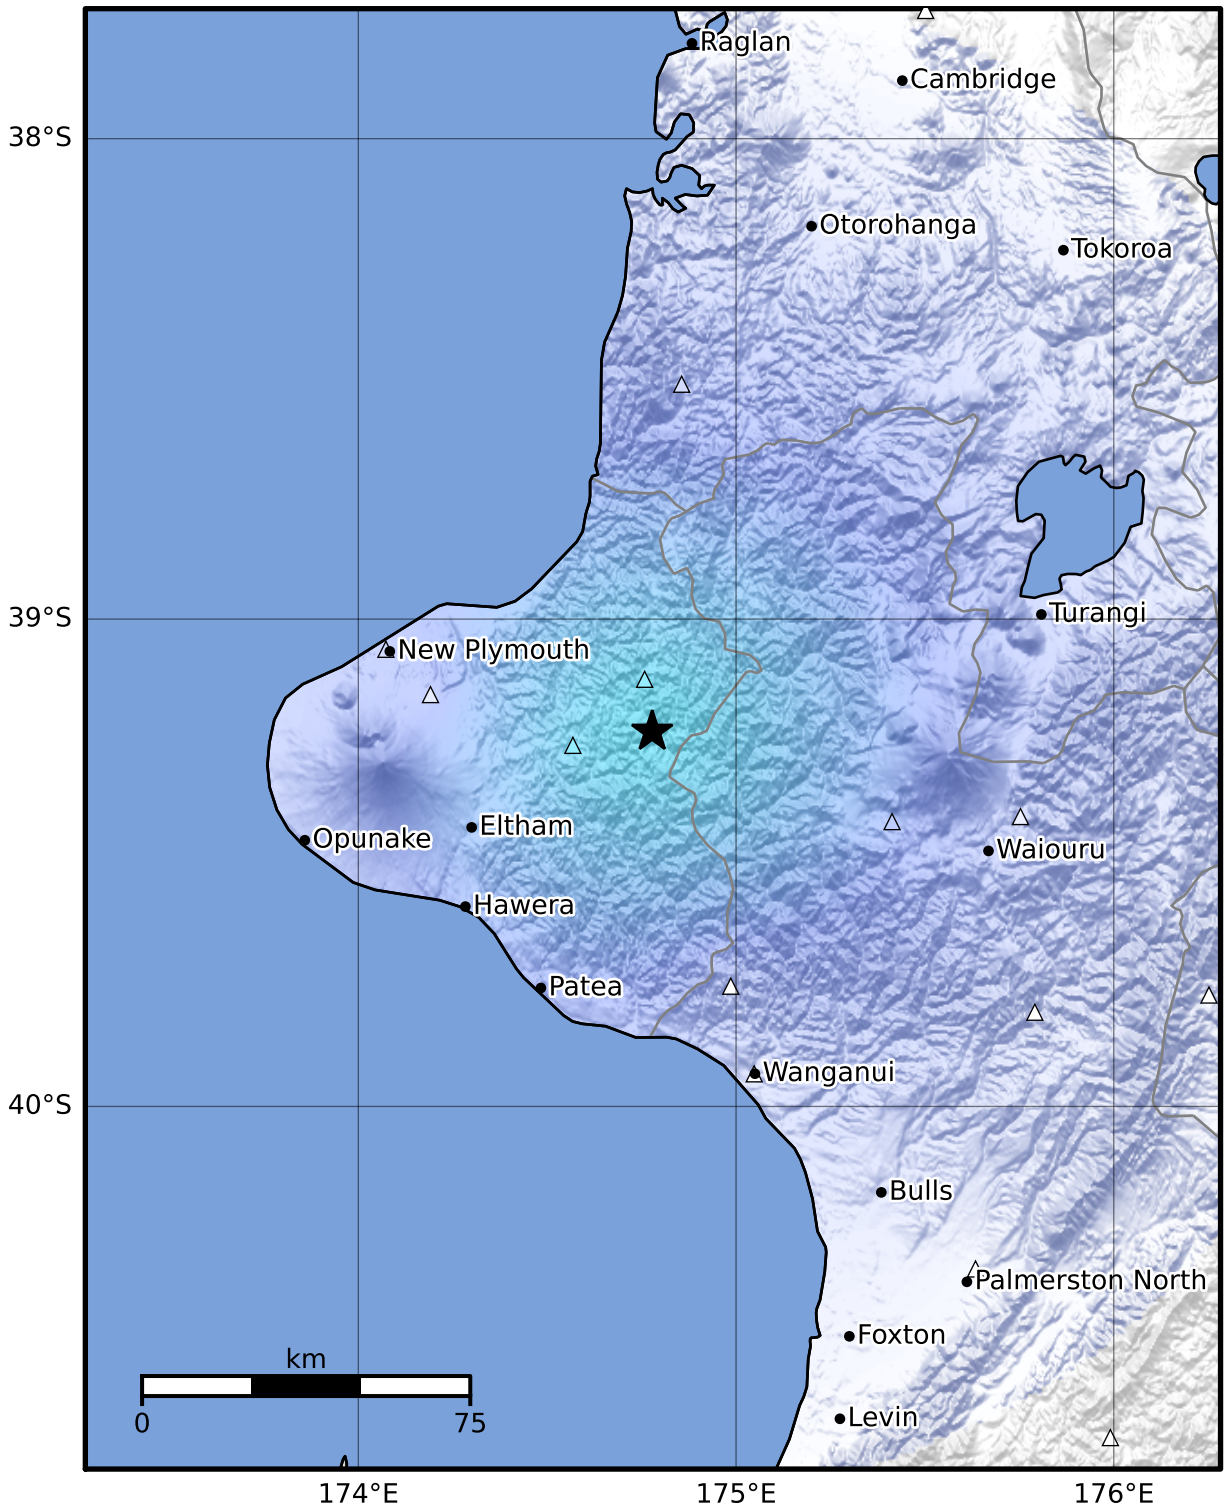 Raglan
Cambridge
38°S
Otorohanga
Tokoroa
39°S
Turangi
New Plymouth
Eltham
Opunake
Waiouru
Hawera
Patea
Wanganui
40°S
Bulls
Palmerston North
Foxton
km
0 75
Levin
174°E 175°E 176°E